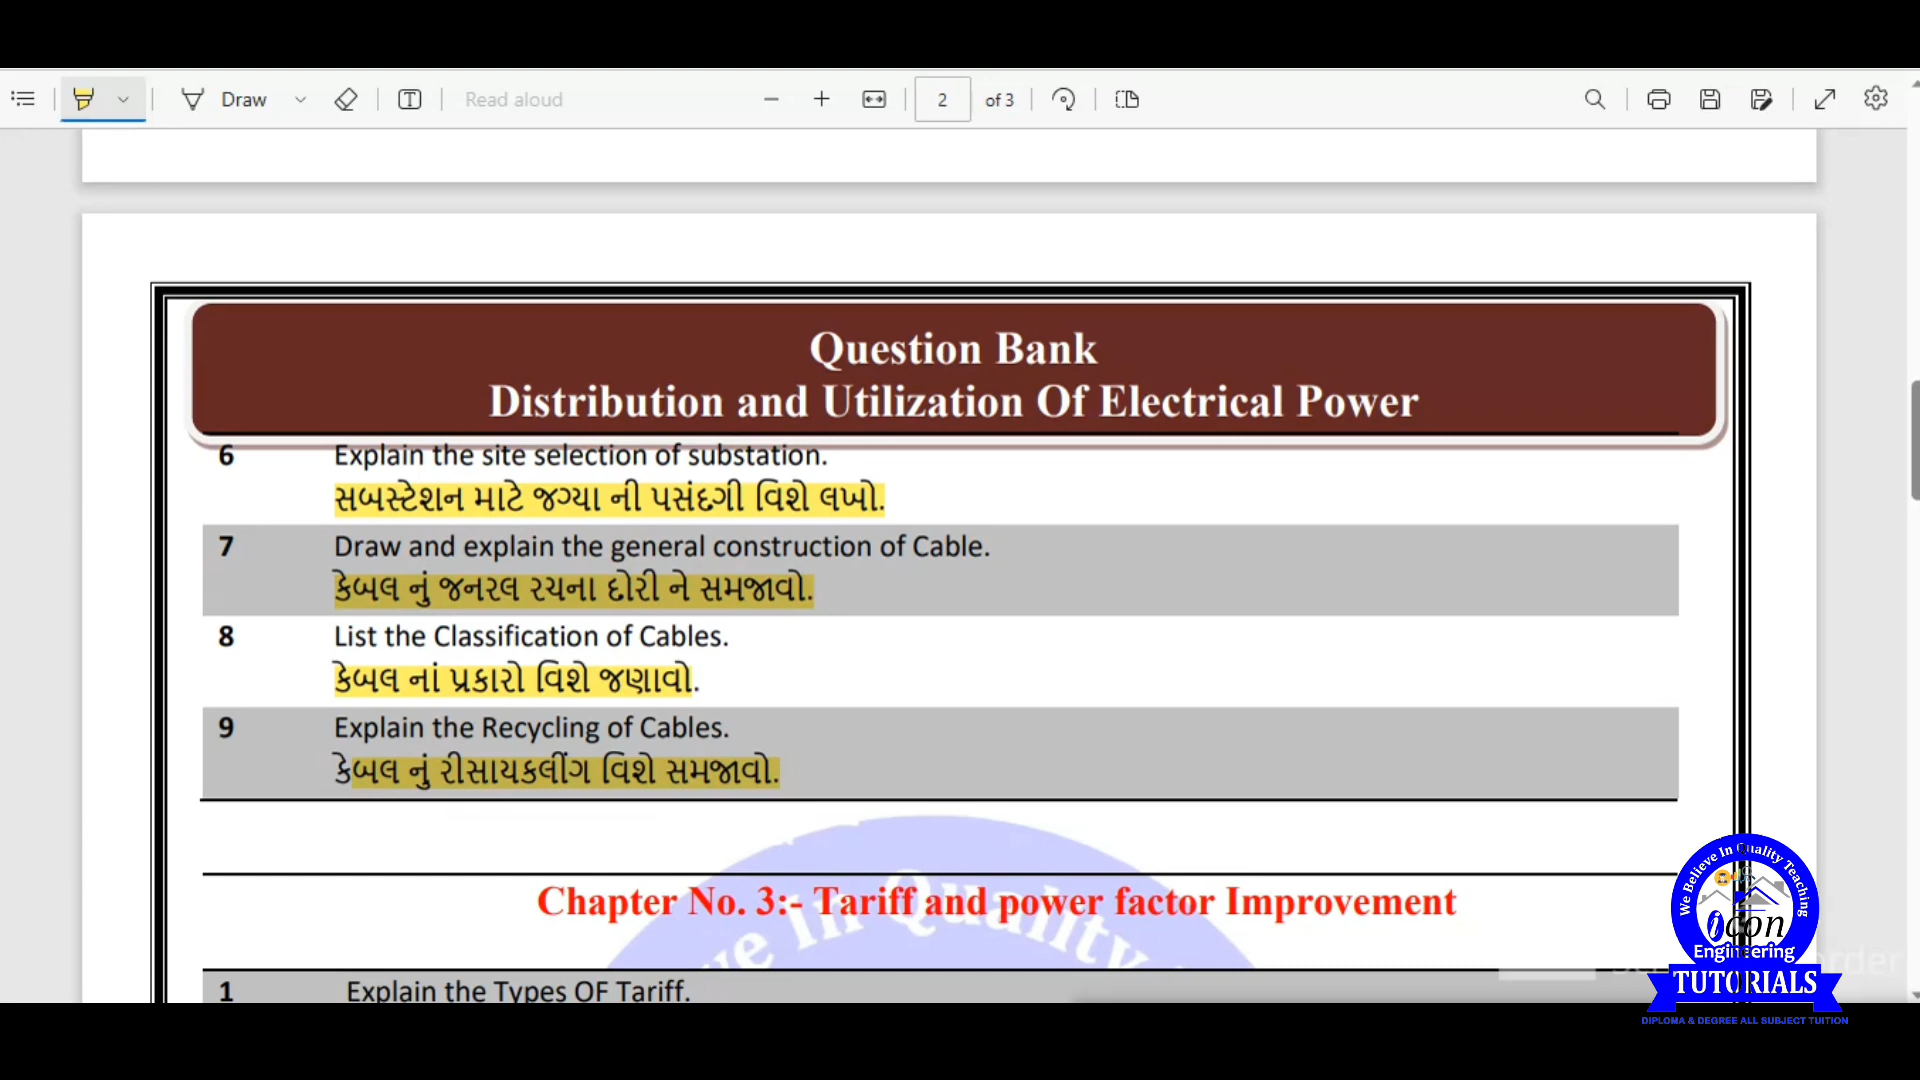 Draw
Read aloud
2
of 3
Question Bank
Distribution and Utilization Of Electrical Power
6
Explain the site selection of substation.
સબસ્ટેશન માટે જગ્યા ની પસંદગી વિશે લખો.
7
Draw and explain the general construction of Cable.
કેબલ નું જનરલ રચના દોરી ને સમજાવો.
8
List the Classification of Cables.
કેબલ નાં પ્રકારો વિશે જણાવો.
9
Explain the Recycling of Cables.
કેબલ નું રીસાયકલીંગ વિશે સમજાવો.
Chapter No. 3:- Tariff and power factor Improvement
ve In Quality
1
Explain the Types OF Tariff.
We Believe In Quality Teaching
icon
Engineering
TUTORIALS
DIPLOMA & DEGREE ALL SUBJECT TUITION